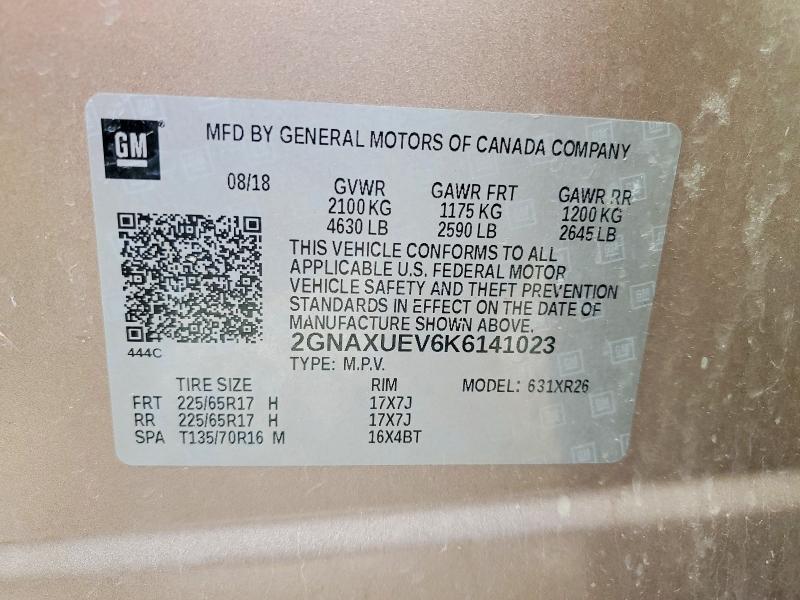 GM
MFD BY GENERAL MOTORS OF CANADA COMPANY
08/18 GVWR GAWR FRT GAWR RR
2100 KG 1175 KG 1200 KG
4630 LB 2590 LB 2645 LB
THIS VEHICLE CONFORMS TO ALL
APPLICABLE U.S. FEDERAL MOTOR
VEHICLE SAFETY AND THEFT PREVENTION
STANDARDS IN EFFECT ON THE DATE OF
MANUFACTURE SHOWN ABOVE.
2GNAXUEV6K6141023
444C
TYPE: M.P.V.
TIRE SIZE RIM MODEL: 631XR26
FRT 225/65R17 H 17X7J
RR 225/65R17 H 17X7J
SPA T135/70R16 M 16X4BT